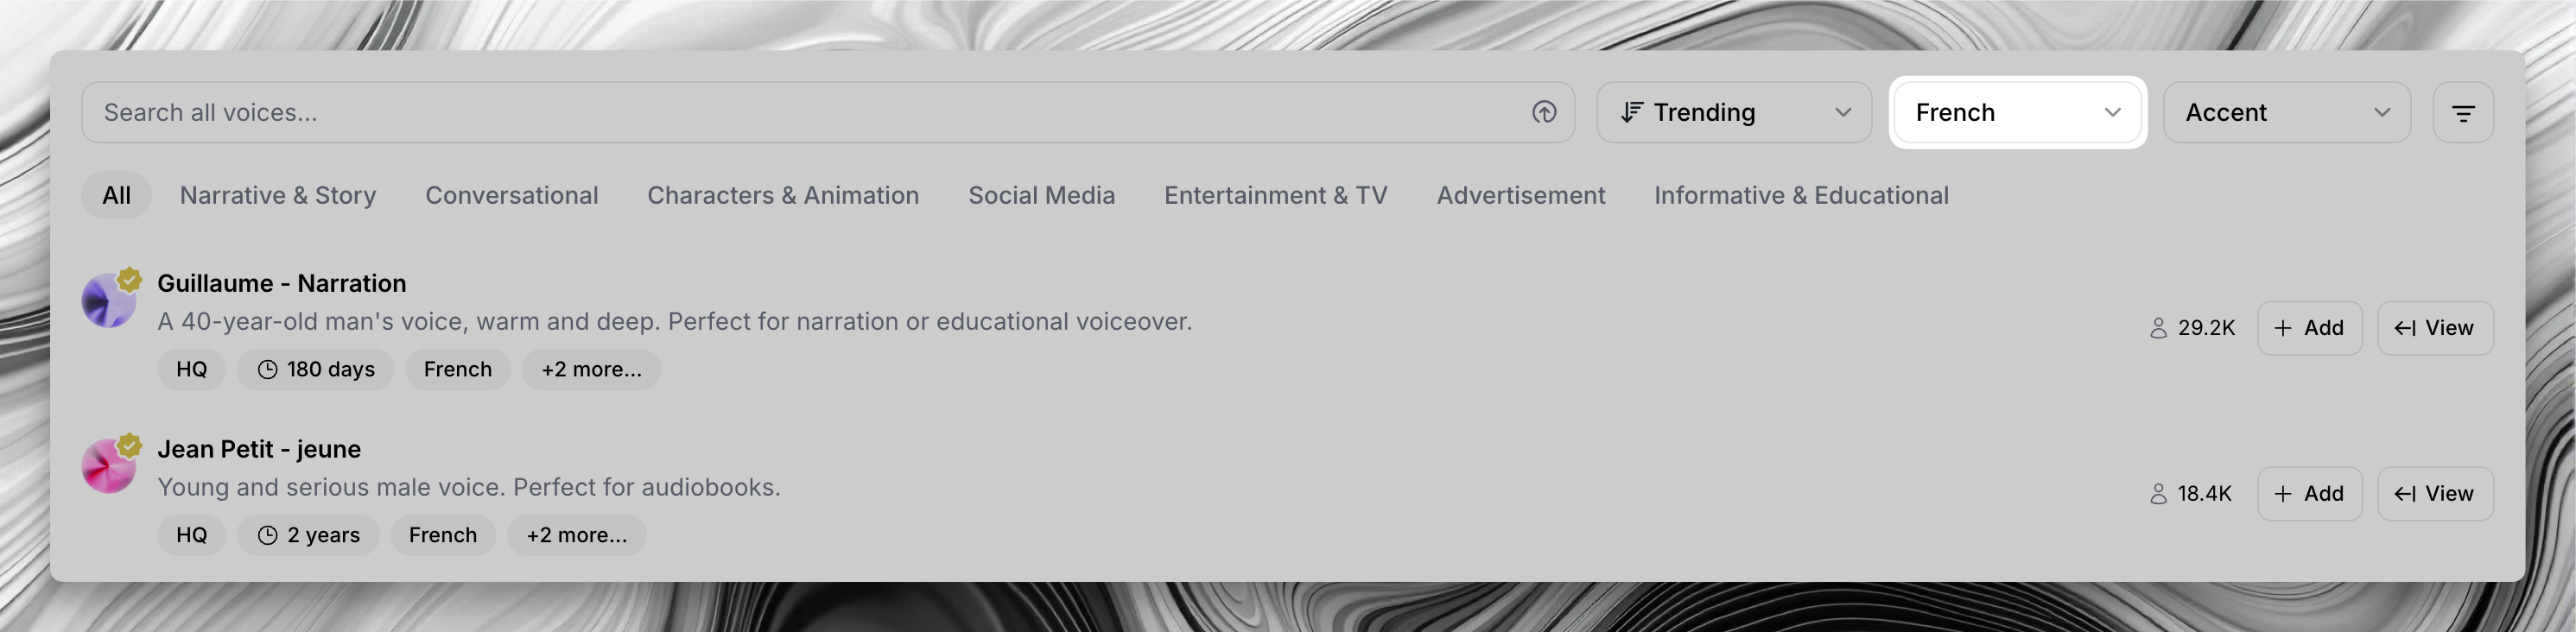 Search all voices...
Trending
French
Accent
All
Narrative & Story
Conversational
Characters & Animation
Social Media
Entertainment & TV
Advertisement
Informative & Educational
Guillaume - Narration
A 40-year-old man's voice, warm and deep. Perfect for narration or educational voiceover.
HQ
180 days
French
+2 more...
29.2K
+ Add
View
Jean Petit - jeune
Young and serious male voice. Perfect for audiobooks.
HQ
2 years
French
+2 more...
18.4K
+ Add
View